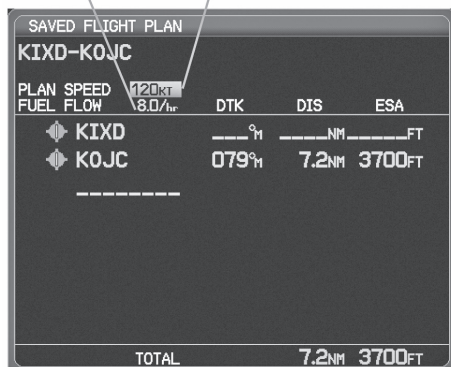 SAVED FLIGHT PLAN
KIXD-KOJC
PLAN SPEED 120KT
FUEL FLOW 8.0/hr DTK DIS ESA
KIXD ___°M ____NM _____FT
KOJC 079°M 7.2NM 3700FT
________
TOTAL 7.2NM 3700FT